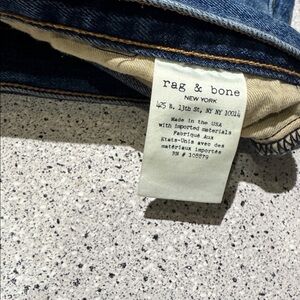 rag & bone
NEW YORK
425 W. 13th St, NY NY 10014
Made in the USA
with imported materials
Fabriqué Aux
États-Unis avec des
matériaux importés
RN # 108879